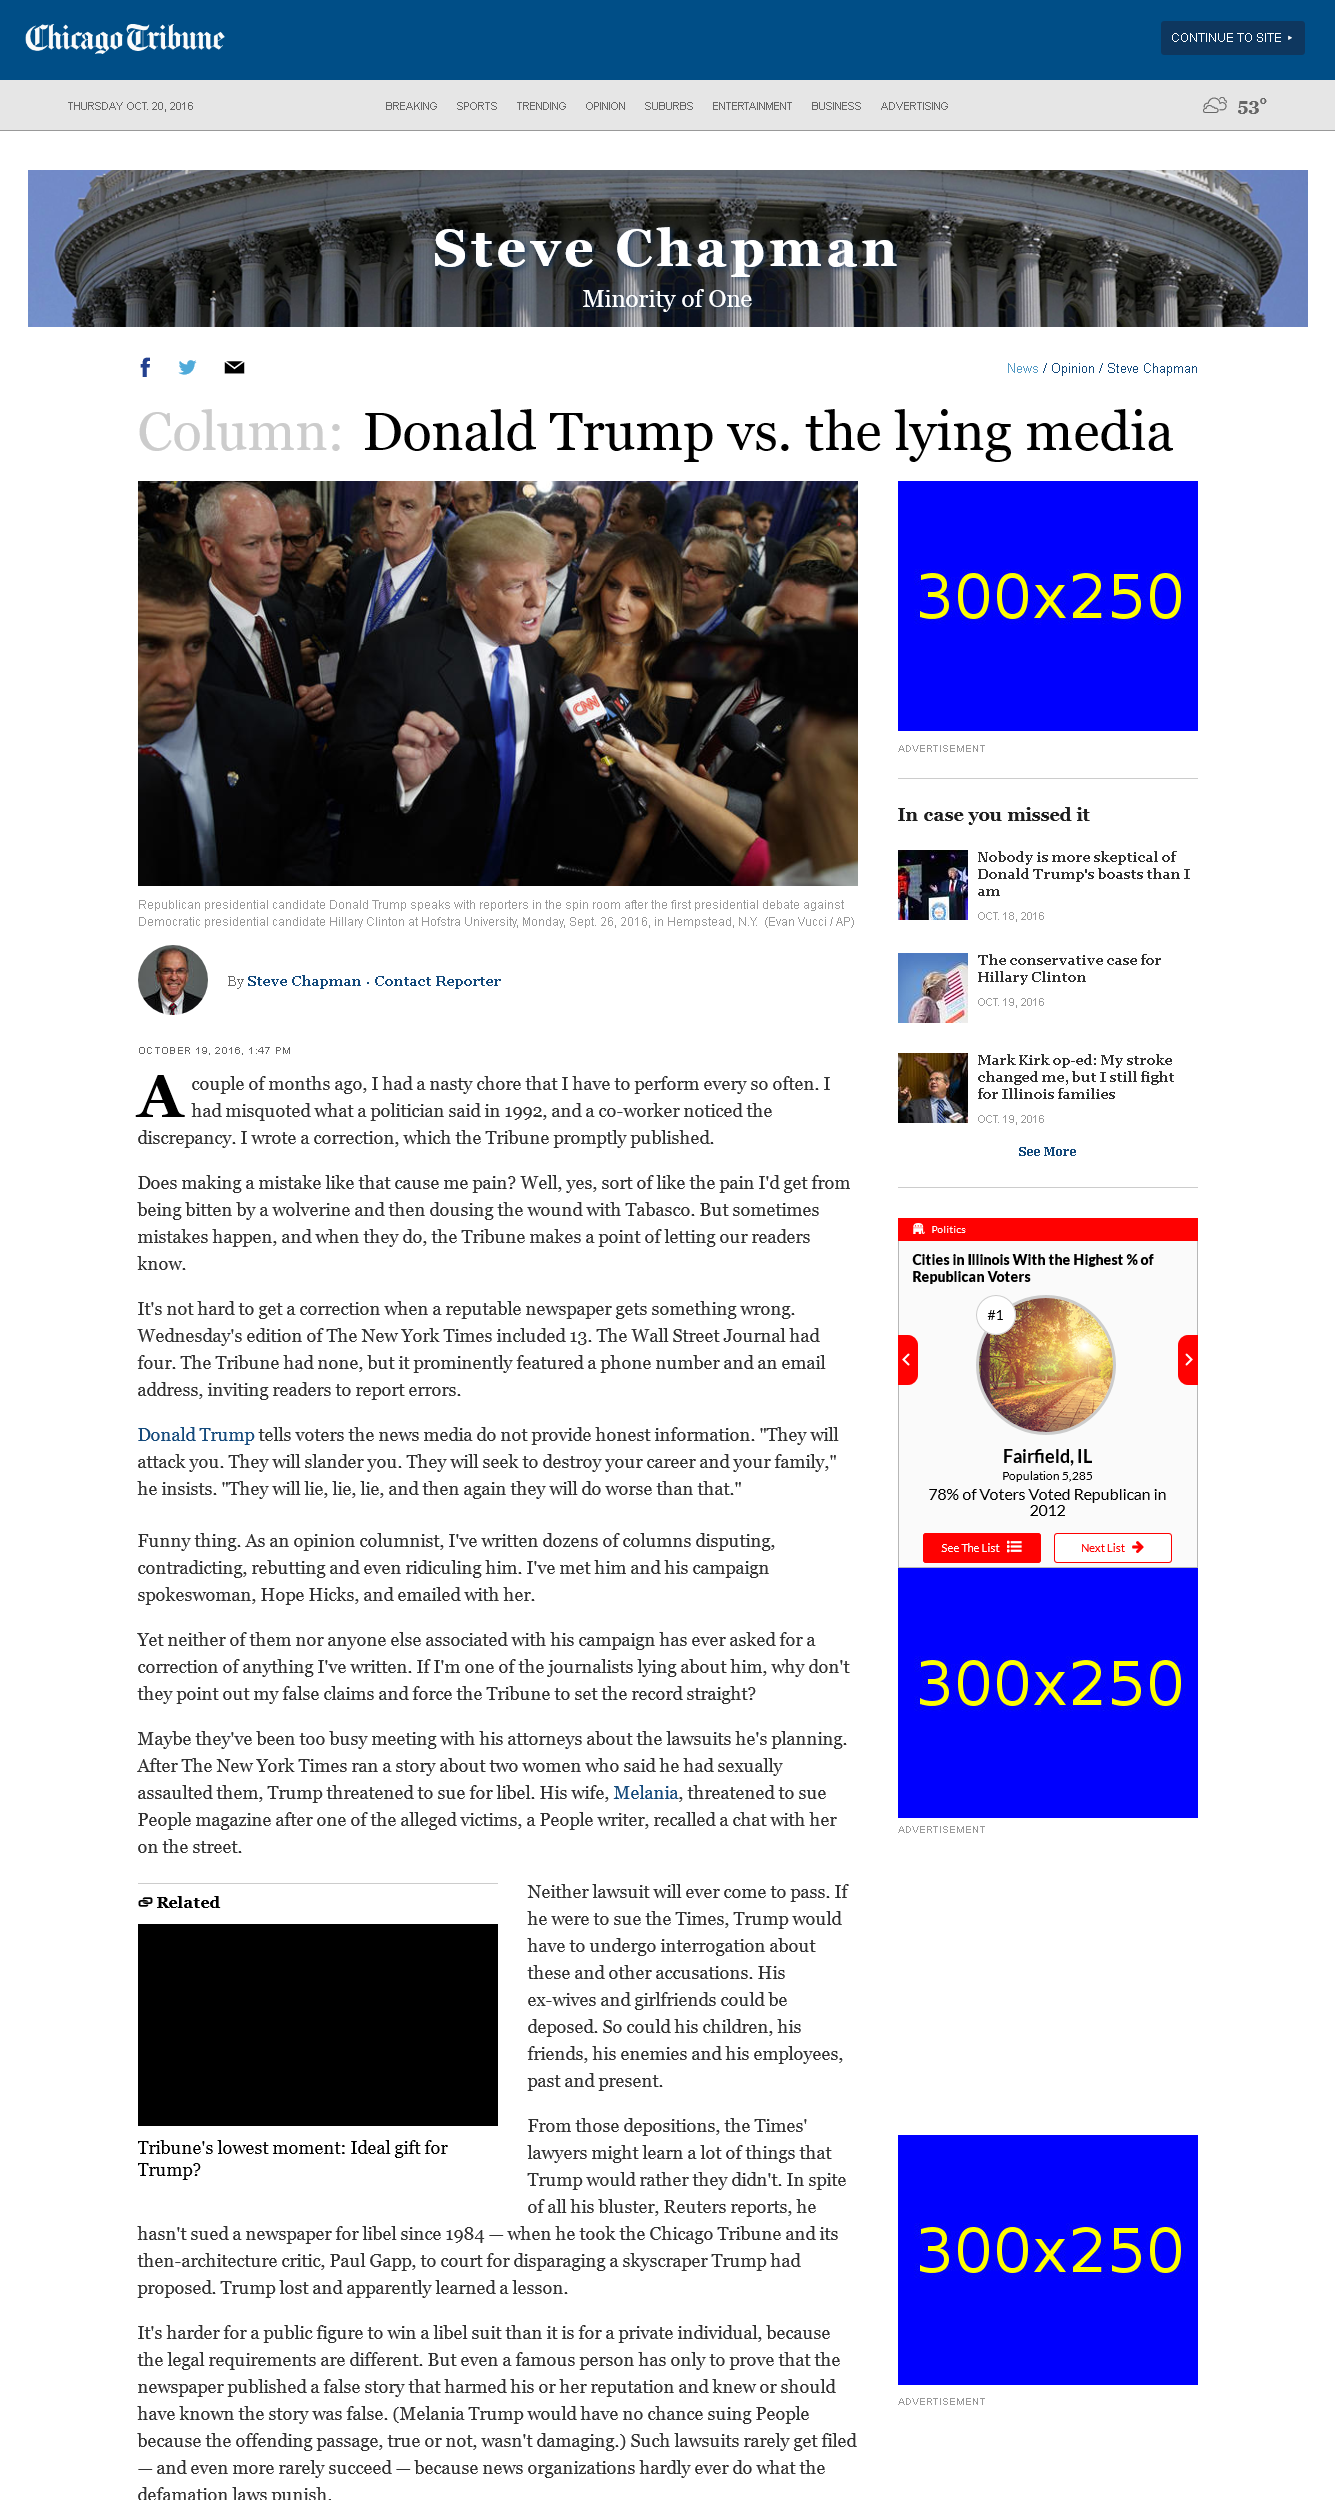 Chicago Tribune
CONTINUE TO SITE ▸
THURSDAY OCT. 20, 2016
BREAKING SPORTS TRENDING OPINION SUBURBS ENTERTAINMENT BUSINESS ADVERTISING
53°
Steve Chapman
Minority of One
News / Opinion / Steve Chapman
Column: Donald Trump vs. the lying media
CNN
Republican presidential candidate Donald Trump speaks with reporters in the spin room after the first presidential debate against
Democratic presidential candidate Hillary Clinton at Hofstra University, Monday, Sept. 26, 2016, in Hempstead, N.Y. (Evan Vucci / AP)
By Steve Chapman · Contact Reporter
OCTOBER 19, 2016, 1:47 PM
A couple of months ago, I had a nasty chore that I have to perform every so often. I
had misquoted what a politician said in 1992, and a co-worker noticed the
discrepancy. I wrote a correction, which the Tribune promptly published.
Does making a mistake like that cause me pain? Well, yes, sort of like the pain I'd get from
being bitten by a wolverine and then dousing the wound with Tabasco. But sometimes
mistakes happen, and when they do, the Tribune makes a point of letting our readers
know.
It's not hard to get a correction when a reputable newspaper gets something wrong.
Wednesday's edition of The New York Times included 13. The Wall Street Journal had
four. The Tribune had none, but it prominently featured a phone number and an email
address, inviting readers to report errors.
Donald Trump tells voters the news media do not provide honest information. "They will
attack you. They will slander you. They will seek to destroy your career and your family,"
he insists. "They will lie, lie, lie, and then again they will do worse than that."
Funny thing. As an opinion columnist, I've written dozens of columns disputing,
contradicting, rebutting and even ridiculing him. I've met him and his campaign
spokeswoman, Hope Hicks, and emailed with her.
Yet neither of them nor anyone else associated with his campaign has ever asked for a
correction of anything I've written. If I'm one of the journalists lying about him, why don't
they point out my false claims and force the Tribune to set the record straight?
Maybe they've been too busy meeting with his attorneys about the lawsuits he's planning.
After The New York Times ran a story about two women who said he had sexually
assaulted them, Trump threatened to sue for libel. His wife, Melania, threatened to sue
People magazine after one of the alleged victims, a People writer, recalled a chat with her
on the street.
Related
Tribune's lowest moment: Ideal gift for
Trump?
Neither lawsuit will ever come to pass. If
he were to sue the Times, Trump would
have to undergo interrogation about
these and other accusations. His
ex-wives and girlfriends could be
deposed. So could his children, his
friends, his enemies and his employees,
past and present.
From those depositions, the Times'
lawyers might learn a lot of things that
Trump would rather they didn't. In spite
of all his bluster, Reuters reports, he
hasn't sued a newspaper for libel since 1984 — when he took the Chicago Tribune and its
then-architecture critic, Paul Gapp, to court for disparaging a skyscraper Trump had
proposed. Trump lost and apparently learned a lesson.
It's harder for a public figure to win a libel suit than it is for a private individual, because
the legal requirements are different. But even a famous person has only to prove that the
newspaper published a false story that harmed his or her reputation and knew or should
have known the story was false. (Melania Trump would have no chance suing People
because the offending passage, true or not, wasn't damaging.) Such lawsuits rarely get filed
— and even more rarely succeed — because news organizations hardly ever do what the
defamation laws punish.
300x250
ADVERTISEMENT
In case you missed it
Nobody is more skeptical of
Donald Trump's boasts than I
am
OCT. 18, 2016
The conservative case for
Hillary Clinton
OCT. 19, 2016
Mark Kirk op-ed: My stroke
changed me, but I still fight
for Illinois families
OCT. 19, 2016
See More
Politics
Cities in Illinois With the Highest % of
Republican Voters
#1
Fairfield, IL
Population 5,285
78% of Voters Voted Republican in
2012
See The List
Next List
300x250
ADVERTISEMENT
300x250
ADVERTISEMENT